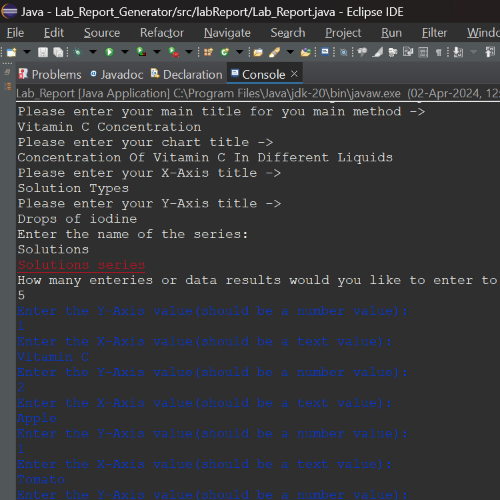 Java - Lab_Report_Generator/src/labReport/Lab_Report.java - Eclipse IDE
File Edit Source Refactor Navigate Search Project Run Filter Windo
Problems Javadoc Declaration Console
Lab_Report [Java Application] C:\Program Files\Java\jdk-20\bin\javaw.exe (02-Apr-2024, 12:
Please enter your main title for you main method ->
Vitamin C Concentration
Please enter your chart title ->
Concentration Of Vitamin C In Different Liquids
Please enter your X-Axis title ->
Solution Types
Please enter your Y-Axis title ->
Drops of iodine
Enter the name of the series:
Solutions
Solutions series
How many enteries or data results would you like to enter to
5
Enter the Y-Axis value(should be a number value):
Enter the X-Axis value(should be a text value):
Vitamin C
Enter the Y-Axis value(should be a number value):
2
Enter the X-Axis value(should be a text value):
Apple
Enter the Y-Axis value(should be a number value):
1
Enter the X-Axis value(should be a text value):
Tomato
Enter the Y-Axis value(should be a number value):